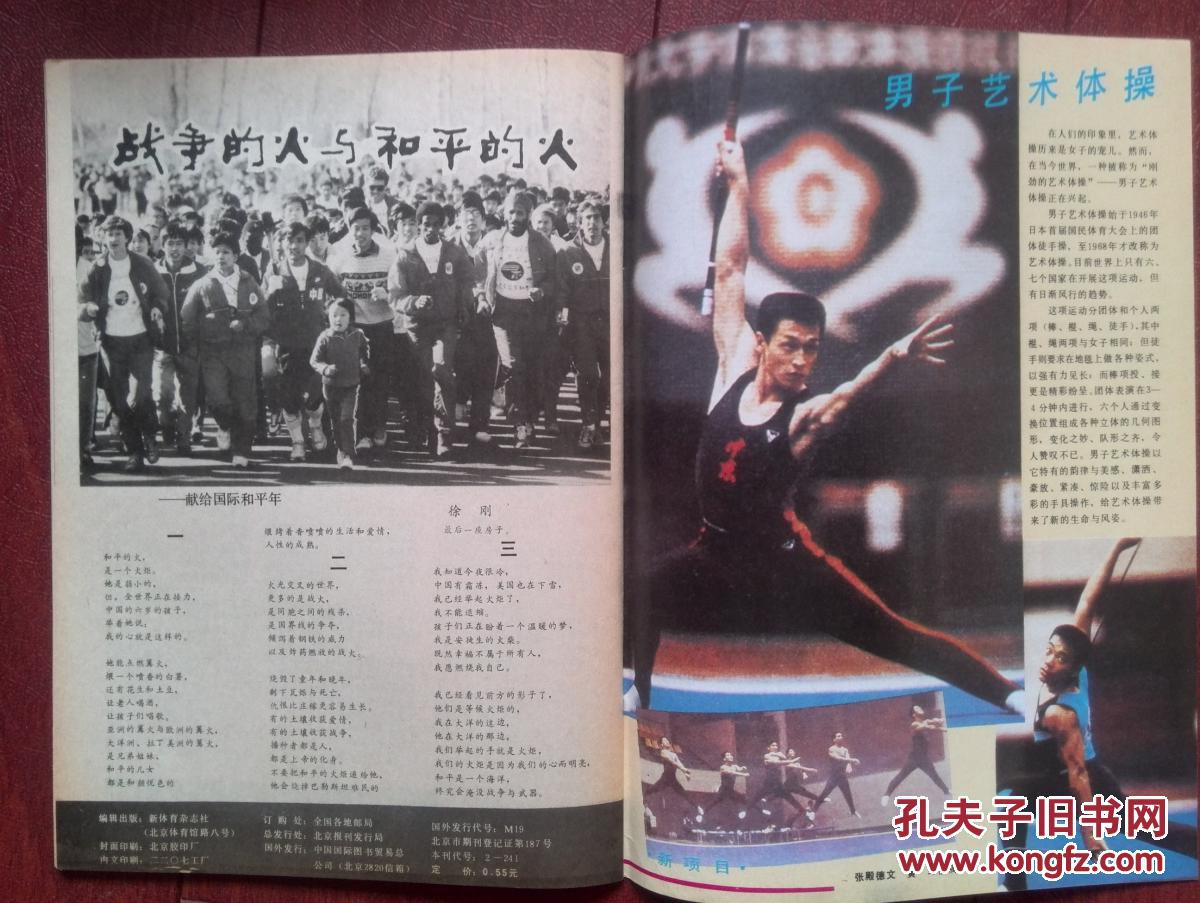 战争的火与和平的火
——献给国际和平年
徐 刚
一
和平的火，
是一个火炬。
她是弱小的，
但，全世界正在接力，
中国的六岁的孩子，
举着她说：
我的心就是这样的。
她能点燃篝火，
煨一个喷香的白薯，
还有花生和土豆，
让老人喝酒，
让孩子们唱歌。
亚洲的篝火与欧洲的篝火，
大洋洲、拉丁美洲的篝火，
是兄弟姐妹，
和平的儿女
都是和颜优色的
煨烤着香喷喷的生活和爱情，
人性的成熟。
二
火光交叉的世界，
更多的是战火，
是同胞之间的残杀，
是国界线的争夺，
倾泻着钢铁的威力
以及炸药燃放的战火；
烧毁了童年和晚年，
剩下瓦烁与死亡，
仇恨比庄稼更容易生长。
有的土壤收获爱情，
有的土壤收获战争，
播种者都是人，
都是上帝的化身。
不要把和平的火炬递给他，
他会烧掉巴勒斯坦难民的
最后一座房子。
三
我知道今夜很冷，
中国有霜冻，美国也在下雪，
我已经举起火炬了，
我不能迟缩。
孩子们正在盼着一个温暖的梦，
我是安徒生的火柴。
既然幸福不属于所有人，
我愿燃烧我自己。
我已经看见前方的影子了，
他们是等候火炬的，
我在大洋的这边，
他在大洋的那边，
我们举起的手就是火炬，
我们的火炬是因为我们的心而明亮，
和平是一个海洋，
终究会淹没战争与武器。
编辑出版：新体育杂志社
（北京体育馆路八号）
封面印刷：北京胶印厂
内文印刷：二二〇七工厂
订 购 处：全国各地邮局
总发行处：北京报刊发行局
国外发行：中国国际图书贸易总
公司（北京2820信箱）
国外发行代号：M19
北京市期刊登记证第187号
本刊代号：2—241
定 价：0.55元
男子艺术体操
在人们的印象里，艺术体
操历来是女子的宠儿。然而，
在当今世界，一种被称为“刚
劲的艺术体操”——男子艺术
体操正在兴起。
男子艺术体操始于1946年
日本首届国民体育大会上的团
体徒手操，至1968年才改称为
艺术体操。目前世界上只有六、
七个国家在开展这项运动，但
有日渐风行的趋势。
这项运动分团体和个人两
项（棒、棍、绳、徒手），其中
棍、绳两项与女子相同；但徒
手则要求在地毯上做各种姿式，
以强有力见长；而棒项投、接
更是精彩纷呈。团体表演在3—
4分钟内进行，六个人通过变
换位置组成各种立体的几何图
形，变化之妙、队形之齐，令
人赞叹不已。男子艺术体操以
它特有的韵律与美感、潇洒、
豪放、紧凑、惊险以及丰富多
彩的手具操作，给艺术体操带
来了新的生命与风姿。
新项目·
张殿德文
孔夫子旧书网
www.kongfz.com